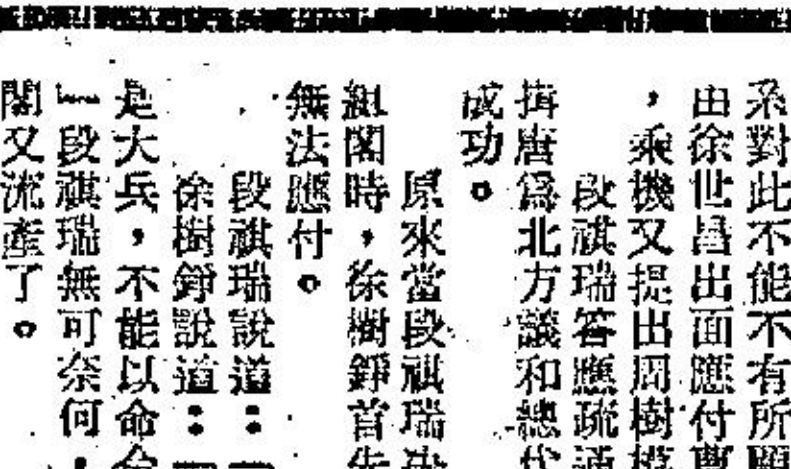 系對此不能不有所
由徐世昌出面應付曹
，乘機又提出周樹模
段祺瑞答應疏通
揖唐爲北方議和總代
成功。
原來當段祺瑞決
組閣時，徐樹錚首先
無法應付。
段祺瑞說道：
徐樹錚說道：
是大兵，不能以命令
段祺瑞無可奈何，
閣又流產了。